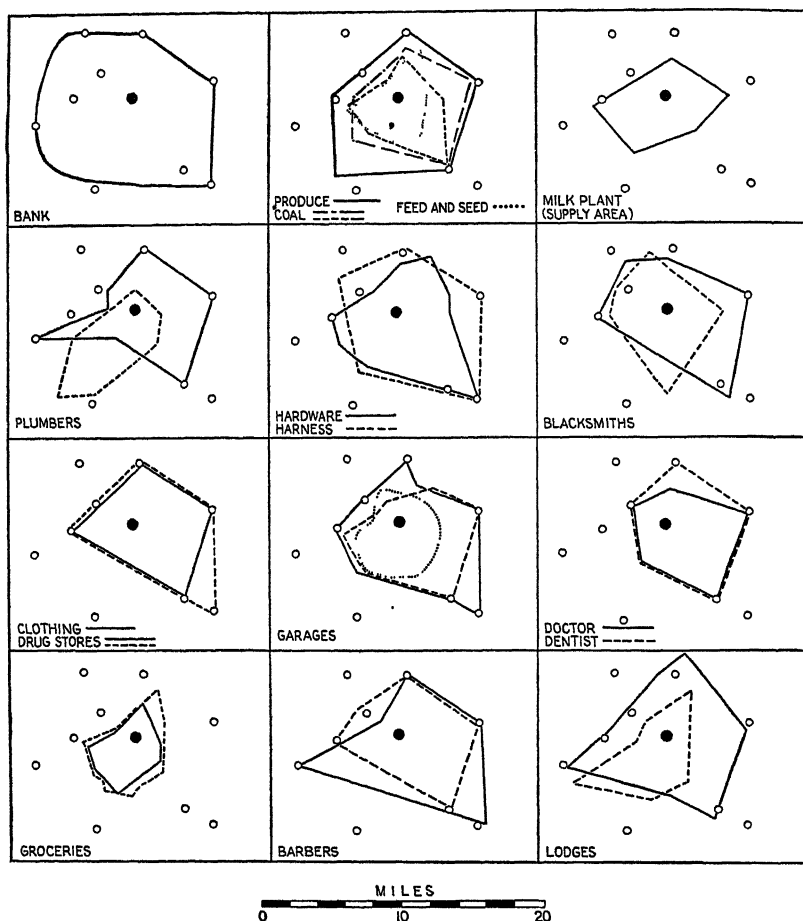 BANK
PRODUCE
COAL
FEED AND SEED
MILK PLANT
(SUPPLY AREA)
PLUMBERS
HARDWARE
HARNESS
BLACKSMITHS
CLOTHING
DRUG STORES
GARAGES
DOCTOR
DENTIST
GROCERIES
BARBERS
LODGES
MILES
0 10 20